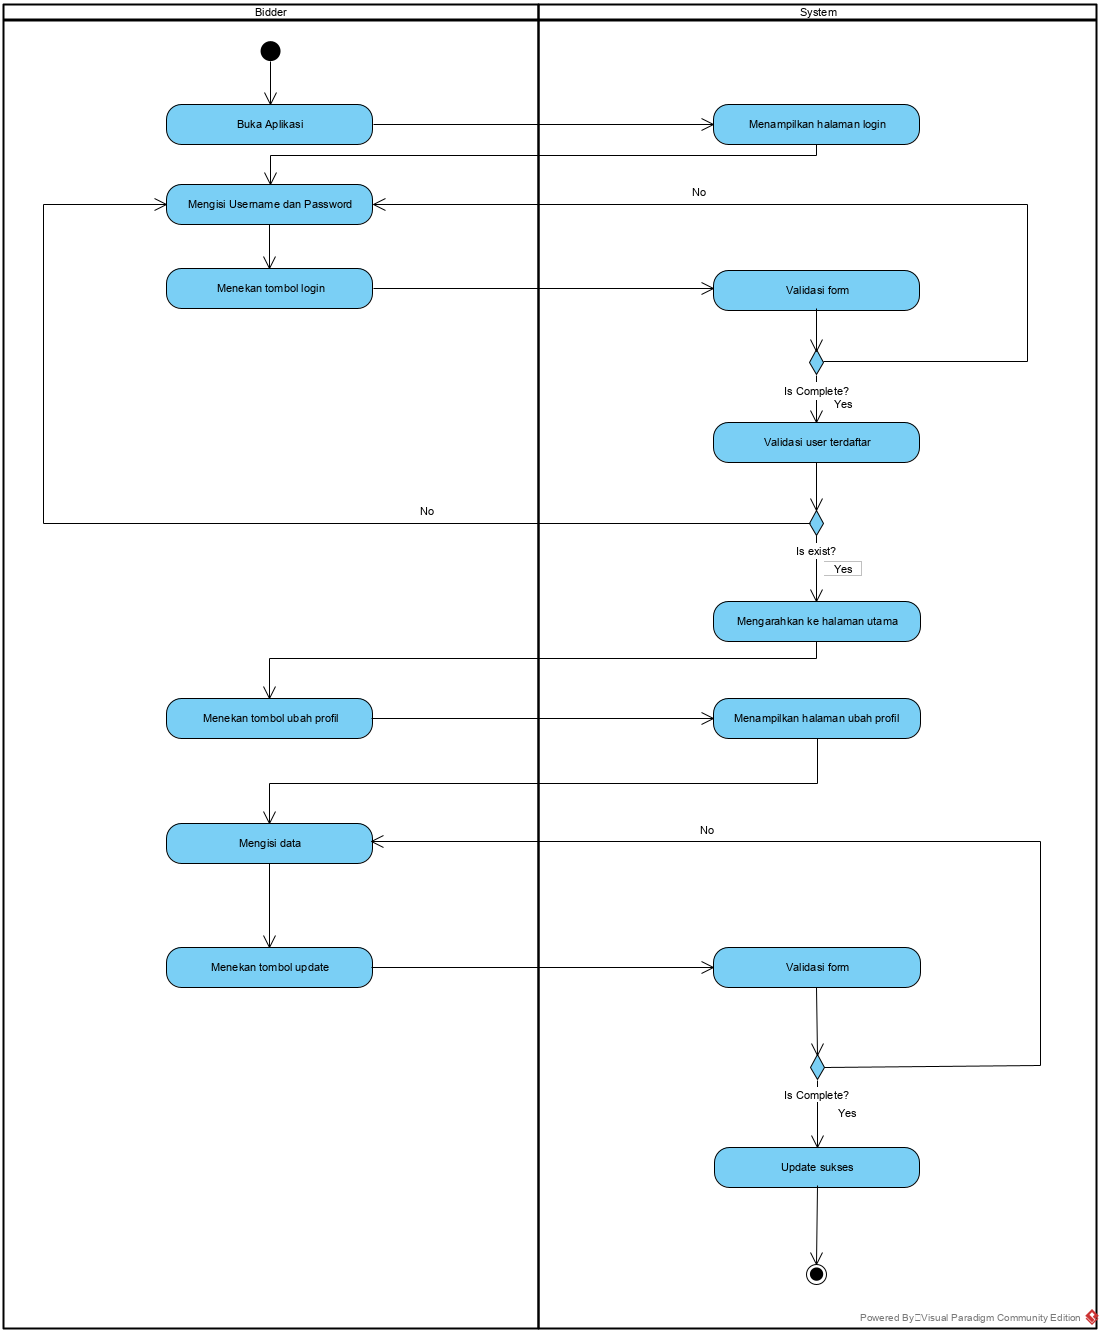 Bidder
System
Buka Aplikasi
Menampilkan halaman login
Mengisi Username dan Password
No
Menekan tombol login
Validasi form
Is Complete?
Yes
Validasi user terdaftar
No
Is exist?
Yes
Mengarahkan ke halaman utama
Menekan tombol ubah profil
Menampilkan halaman ubah profil
No
Mengisi data
Menekan tombol update
Validasi form
Is Complete?
Yes
Update sukses
Powered By Visual Paradigm Community Edition